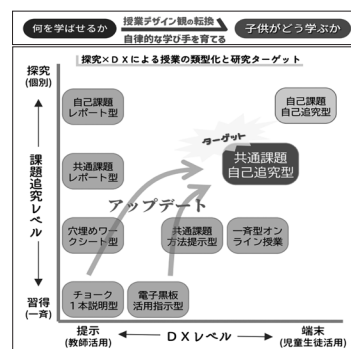 何を学ばせるか
授業デザイン観の転換
自律的な学び手を育てる
子供がどう学ぶか
探究×DXによる授業の類型化と研究ターゲット
探究
(個別)
課題追究レベル
習得
(一斉)
自己課題
レポート型
自己課題
自己追究型
ターゲット
共通課題
レポート型
共通課題
自己追究型
アップデート
穴埋めワー
クシート型
共通課題
方法提示型
一斉型オン
ライン授業
チョーク
1本説明型
電子黒板
活用指示型
提示
(教師活用)
DXレベル
端末
(児童生徒活用)